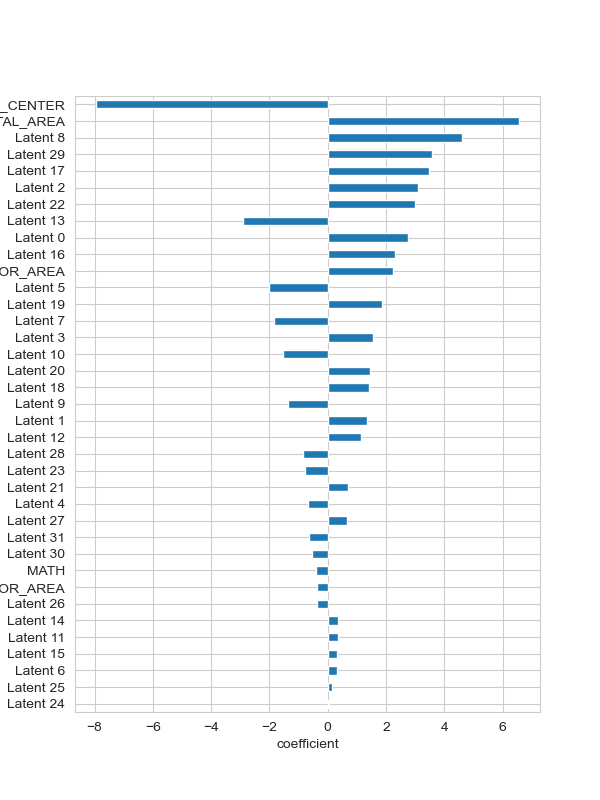 _CENTER
TAL_AREA
Latent 8
Latent 29
Latent 17
Latent 2
Latent 22
Latent 13
Latent 0
Latent 16
OR_AREA
Latent 5
Latent 19
Latent 7
Latent 3
Latent 10
Latent 20
Latent 18
Latent 9
Latent 1
Latent 12
Latent 28
Latent 23
Latent 21
Latent 4
Latent 27
Latent 31
Latent 30
MATH
OR_AREA
Latent 26
Latent 14
Latent 11
Latent 15
Latent 6
Latent 25
Latent 24
−8 −6 −4 −2 0 2 4 6
coefficient